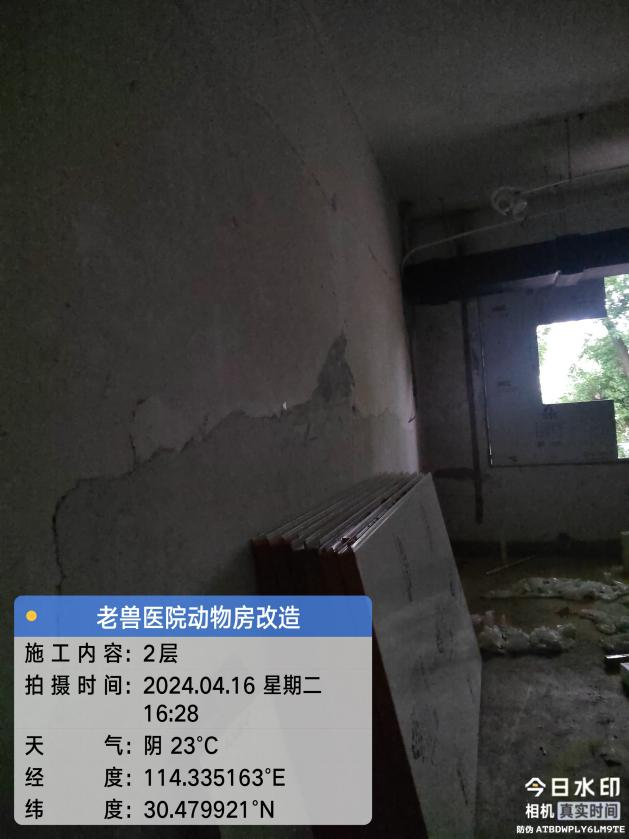 老兽医院动物房改造
施工内容：2层
拍摄时间：2024.04.16 星期二
16:28
天气：阴 23°C
经度：114.335163°E
纬度：30.479921°N
今日水印
相机 真实时间
防伪 ATBDWPLY6LM9TE